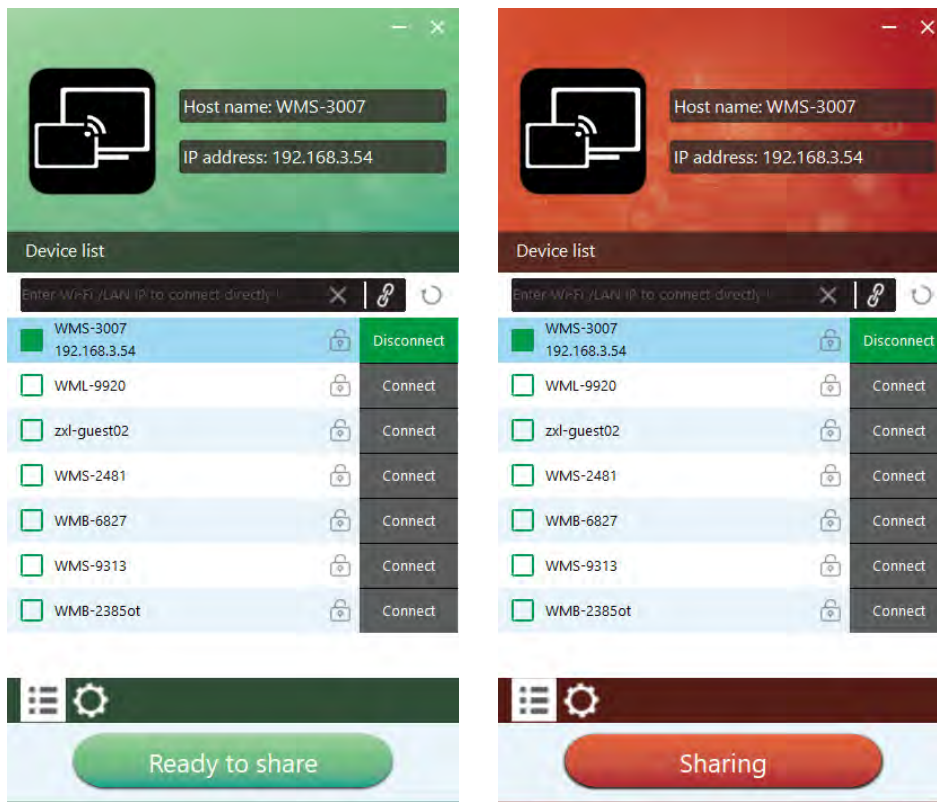 Host name: WMS-3007
IP address: 192.168.3.54
Device list
Enter Wi-Fi /LAN IP to connect directly
WMS-3007
192.168.3.54
Disconnect
WML-9920
Connect
zxl-guest02
Connect
WMS-2481
Connect
WMB-6827
Connect
WMS-9313
Connect
WMB-2385ot
Connect
Ready to share
Host name: WMS-3007
IP address: 192.168.3.54
Device list
Enter Wi-Fi /LAN IP to connect directly
WMS-3007
192.168.3.54
Disconnect
WML-9920
Connect
zxl-guest02
Connect
WMS-2481
Connect
WMB-6827
Connect
WMS-9313
Connect
WMB-2385ot
Connect
Sharing